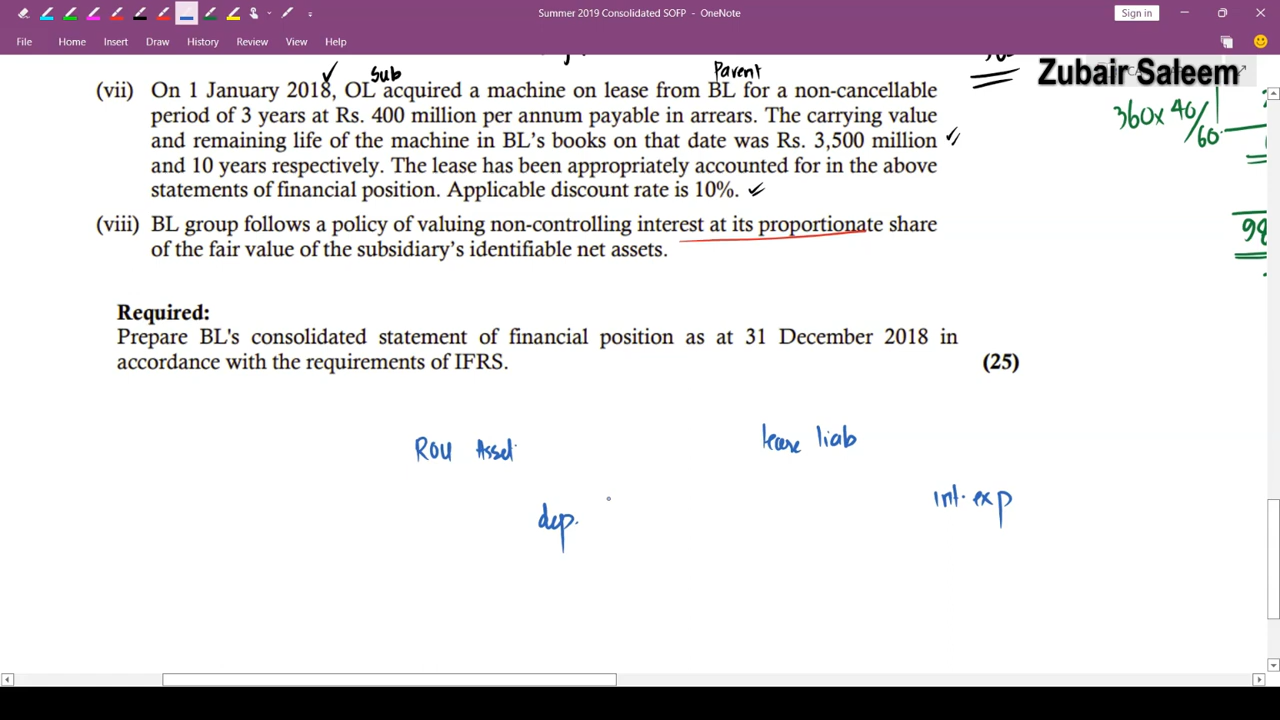 Summer 2019 Consolidated SOFP - OneNote
Sign in
File Home Insert Draw History Review View Help
Zubair Saleem
Sub Parent
(vii) On 1 January 2018, OL acquired a machine on lease from BL for a non-cancellable
period of 3 years at Rs. 400 million per annum payable in arrears. The carrying value
and remaining life of the machine in BL's books on that date was Rs. 3,500 million
and 10 years respectively. The lease has been appropriately accounted for in the above
statements of financial position. Applicable discount rate is 10%.
360 x 40/60
(viii) BL group follows a policy of valuing non-controlling interest at its proportionate share
of the fair value of the subsidiary's identifiable net assets.
Required:
Prepare BL's consolidated statement of financial position as at 31 December 2018 in
accordance with the requirements of IFRS. (25)
ROU Asset lease liab
dep. int. exp